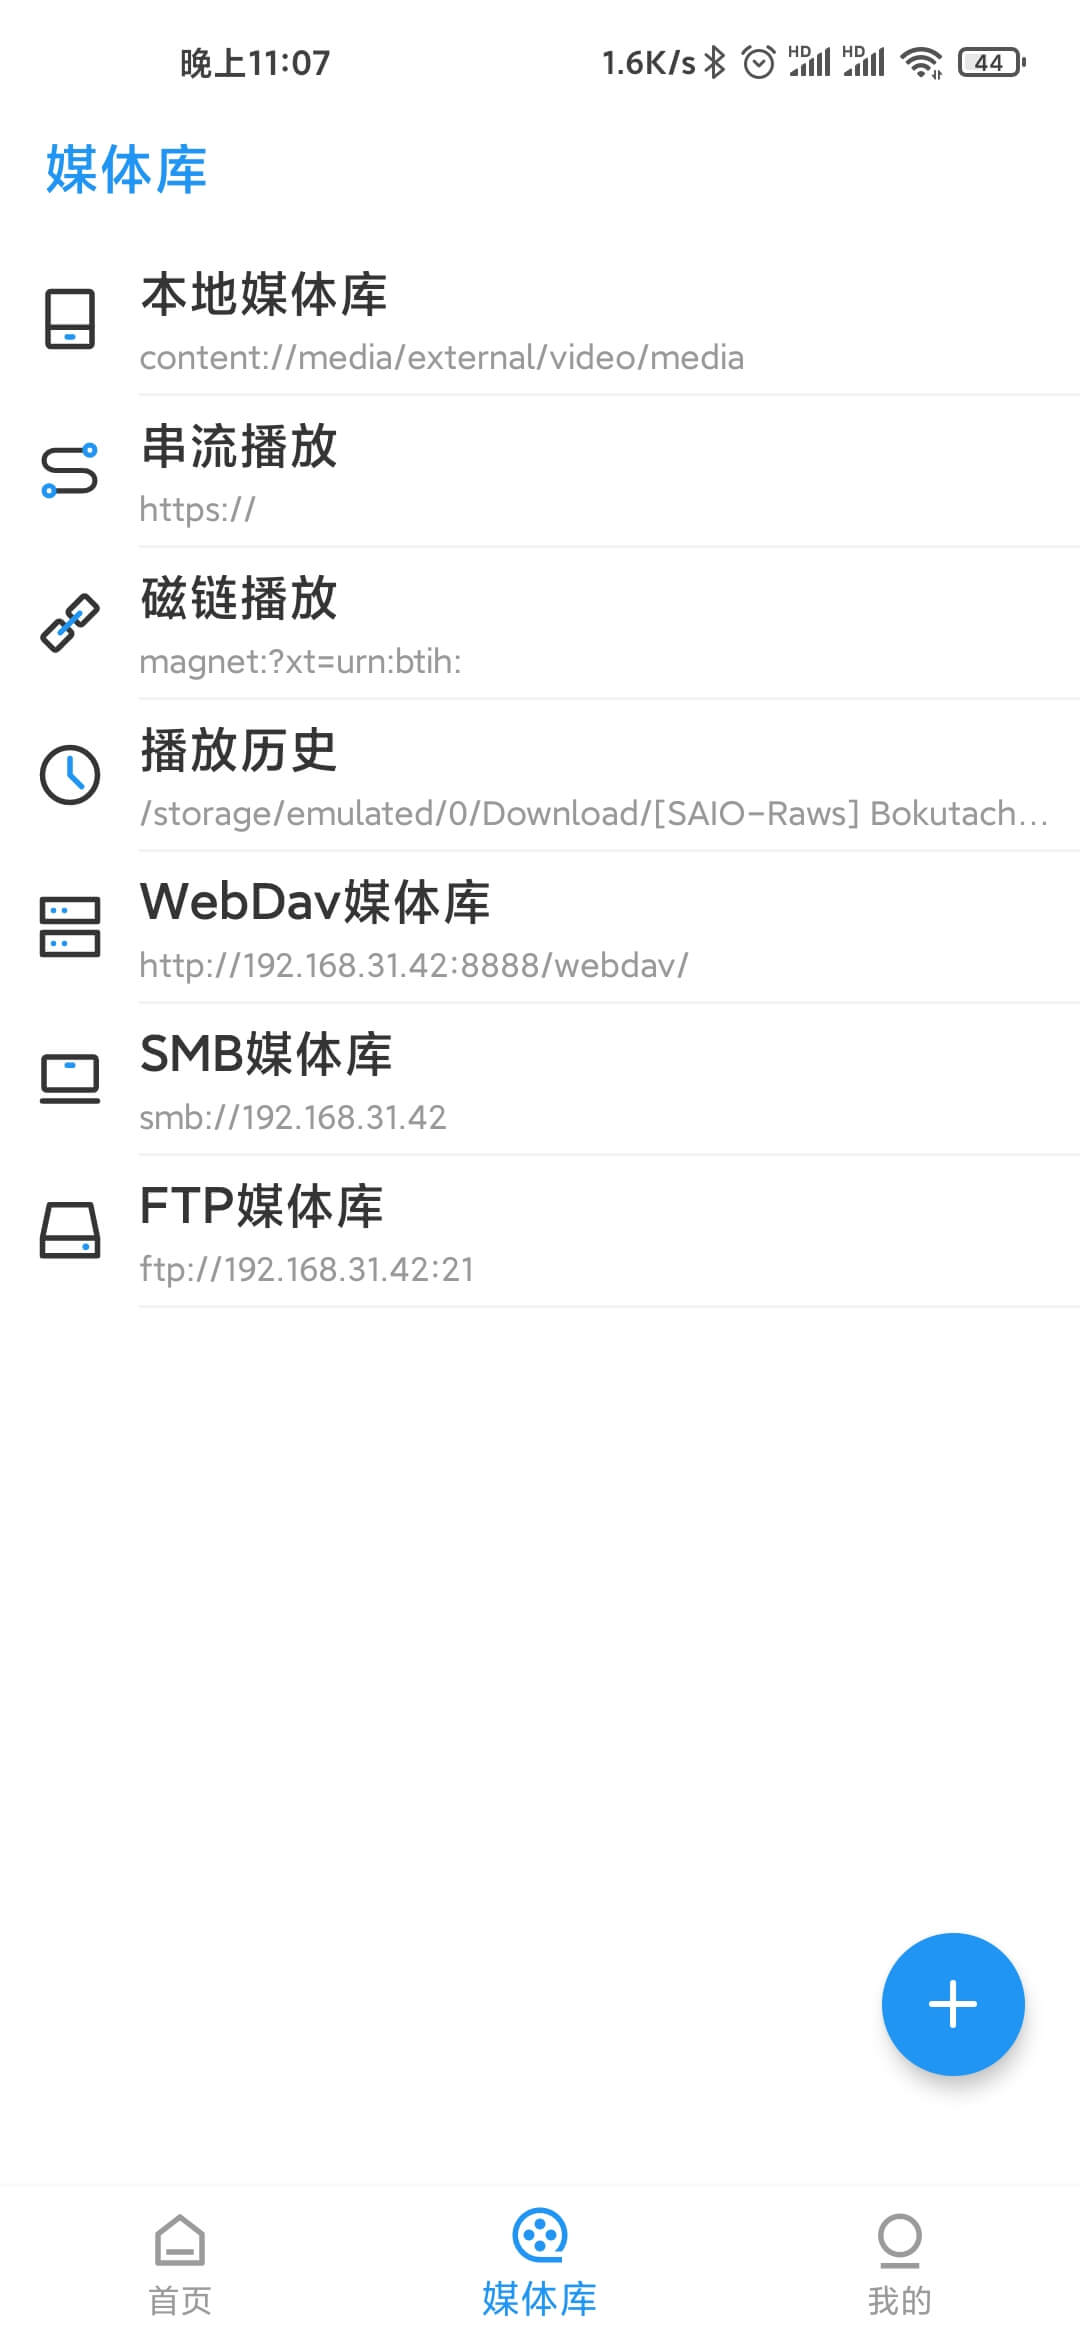 晚上11:07
1.6K/s
HD
HD
44
媒体库
本地媒体库
content://media/external/video/media
串流播放
https://
磁链播放
magnet:?xt=urn:btih:
播放历史
/storage/emulated/0/Download/[SAIO-Raws] Bokutach...
WebDav媒体库
http://192.168.31.42:8888/webdav/
SMB媒体库
smb://192.168.31.42
FTP媒体库
ftp://192.168.31.42:21
首页
媒体库
我的